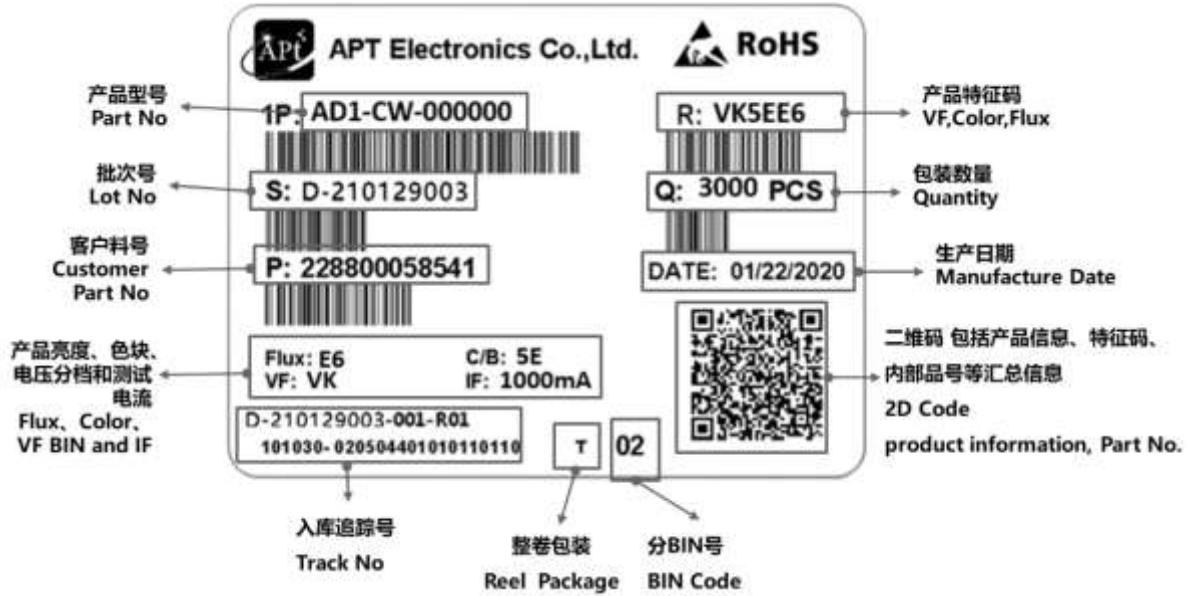 APT APT Electronics Co.,Ltd. RoHS
产品型号
Part No
1P: AD1-CW-000000
R: VK5EE6
产品特征码
VF,Color,Flux
批次号
Lot No
S: D-210129003
Q: 3000 PCS
包装数量
Quantity
客户料号
Customer
Part No
P: 228800058541
DATE: 01/22/2020
生产日期
Manufacture Date
产品亮度、色块、
电压分档和测试
电流
Flux、Color、
VF BIN and IF
Flux: E6 C/B: 5E
VF: VK IF: 1000mA
二维码 包括产品信息、特征码、
内部品号等汇总信息
2D Code
product information, Part No.
D-210129003-001-R01
101030-020504401010110110
T
02
入库追踪号
Track No
整卷包装
Reel Package
分BIN号
BIN Code